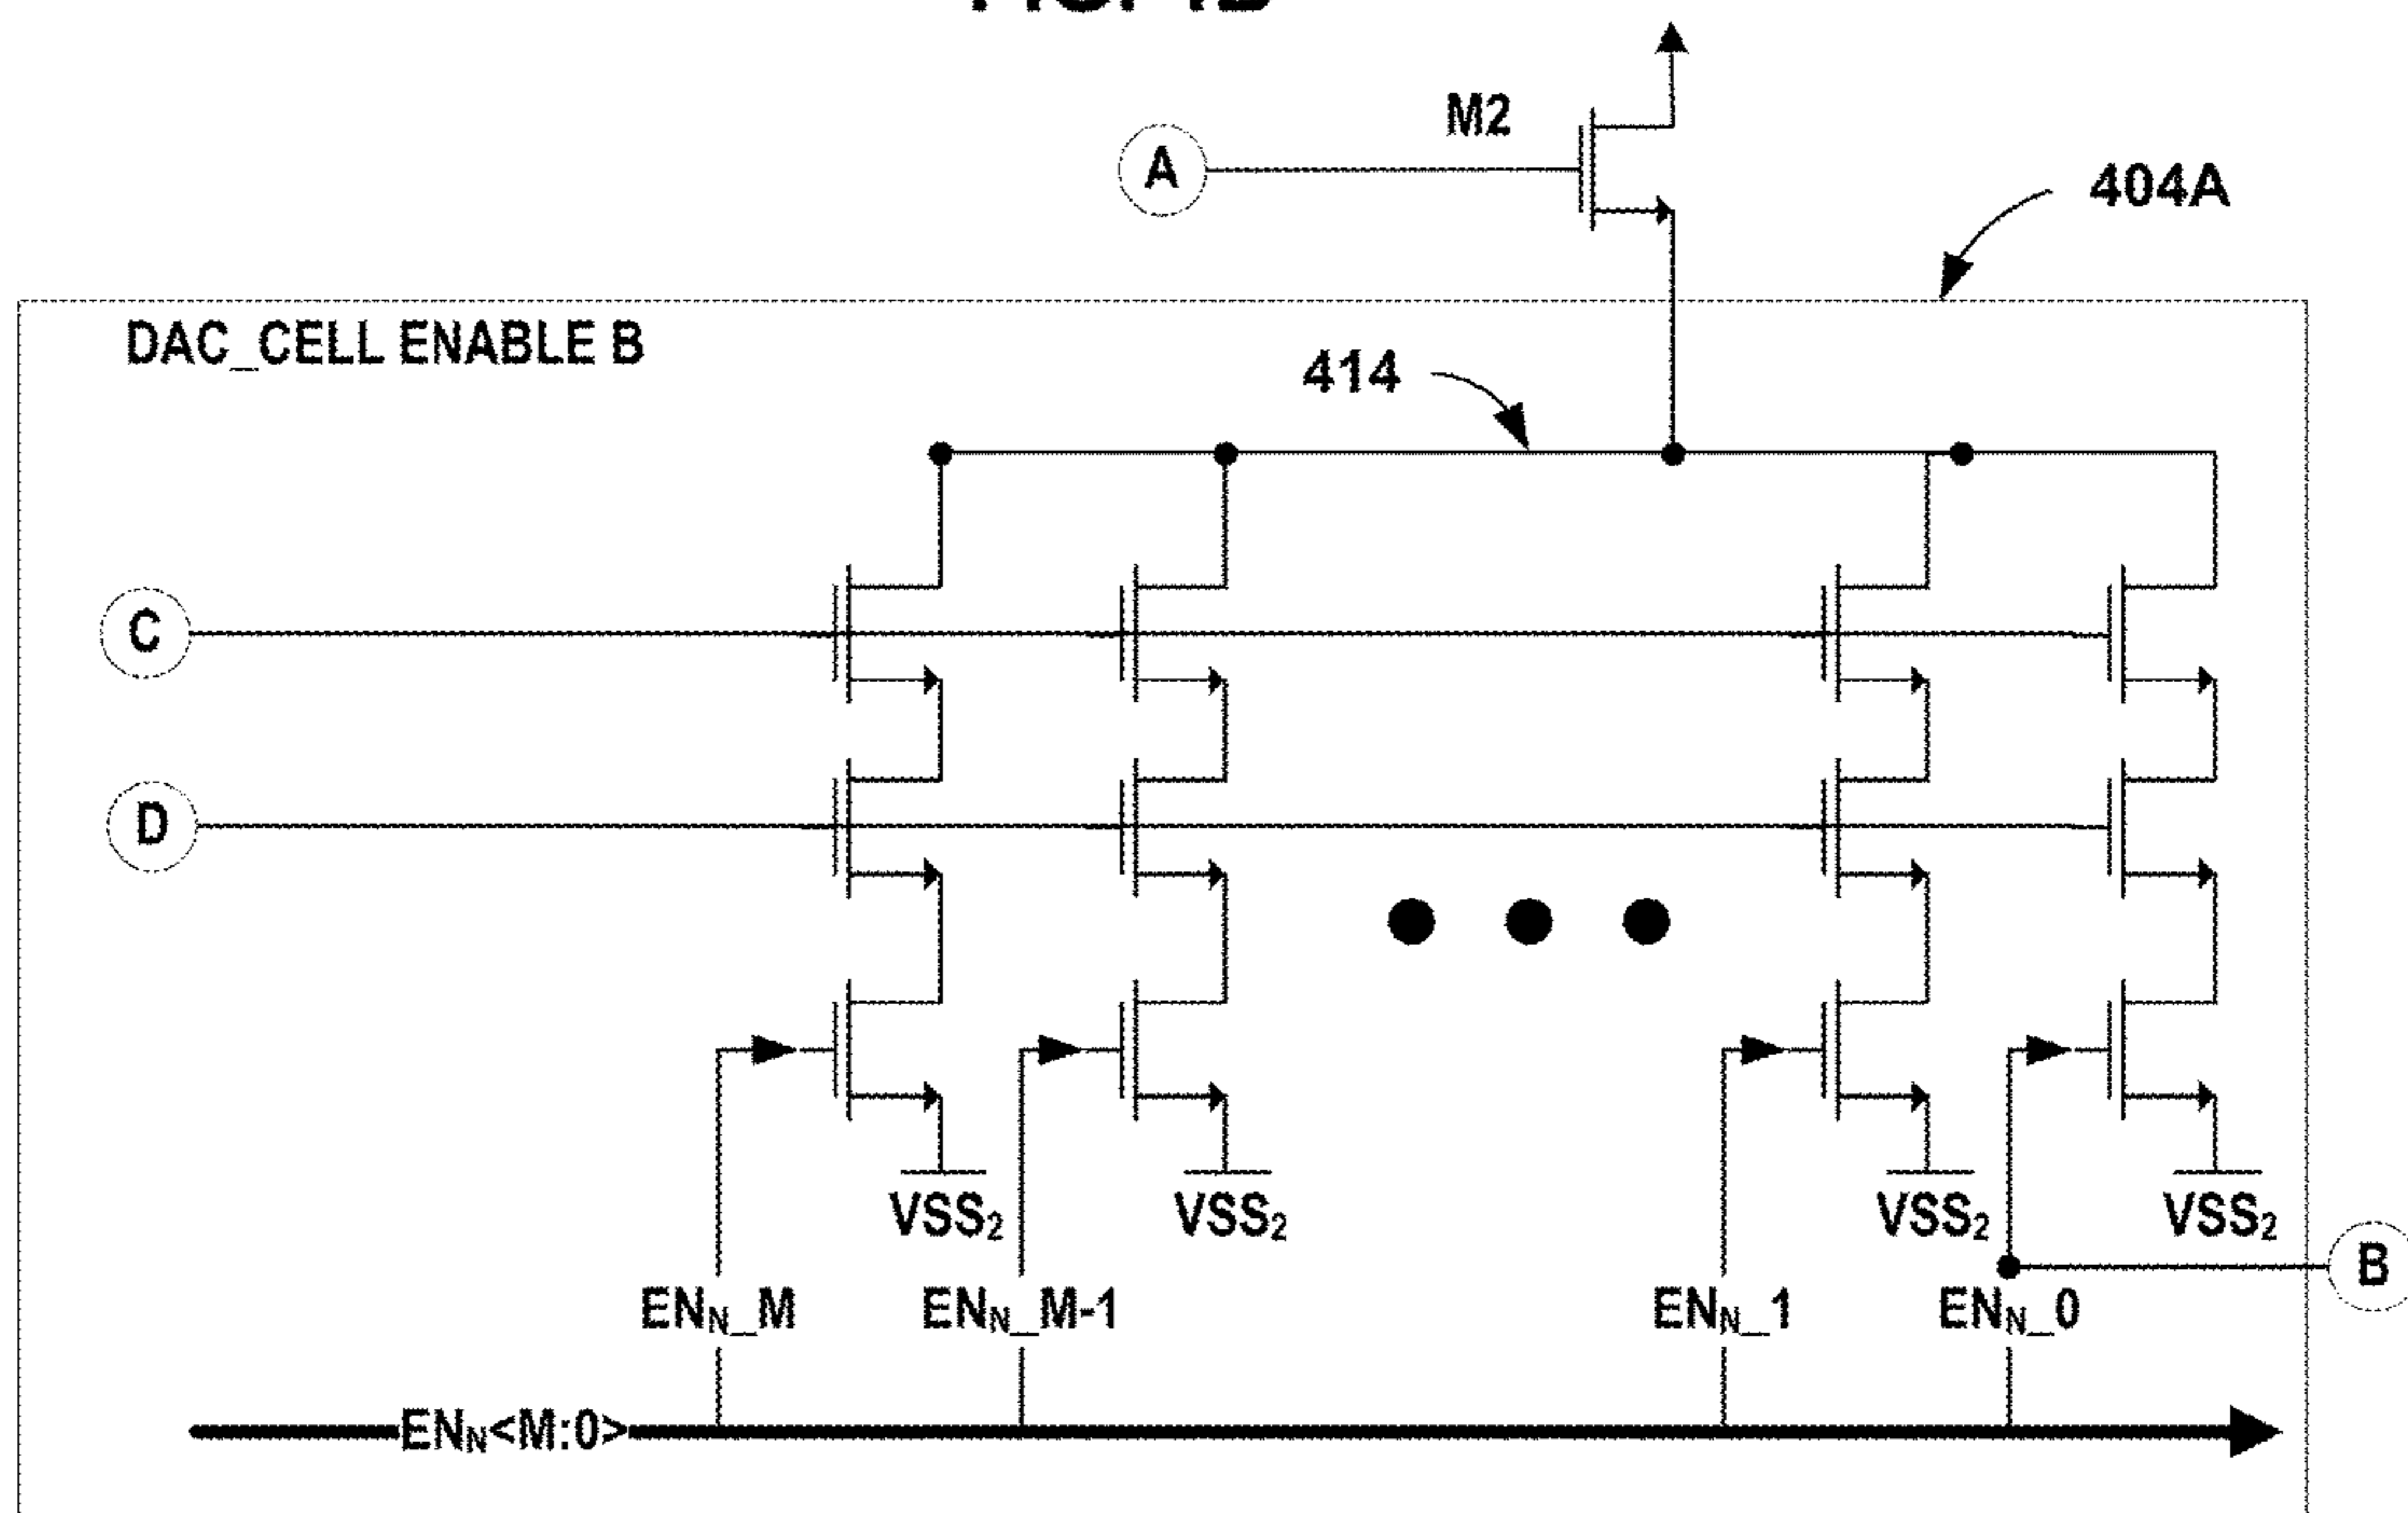 M2
A
404A
DAC_CELL ENABLE B
414
C
D
VSS₂ VSS₂ VSS₂ VSS₂
B
ENN_M ENN_M-1 ENN_1 ENN_0
ENN<M:0>